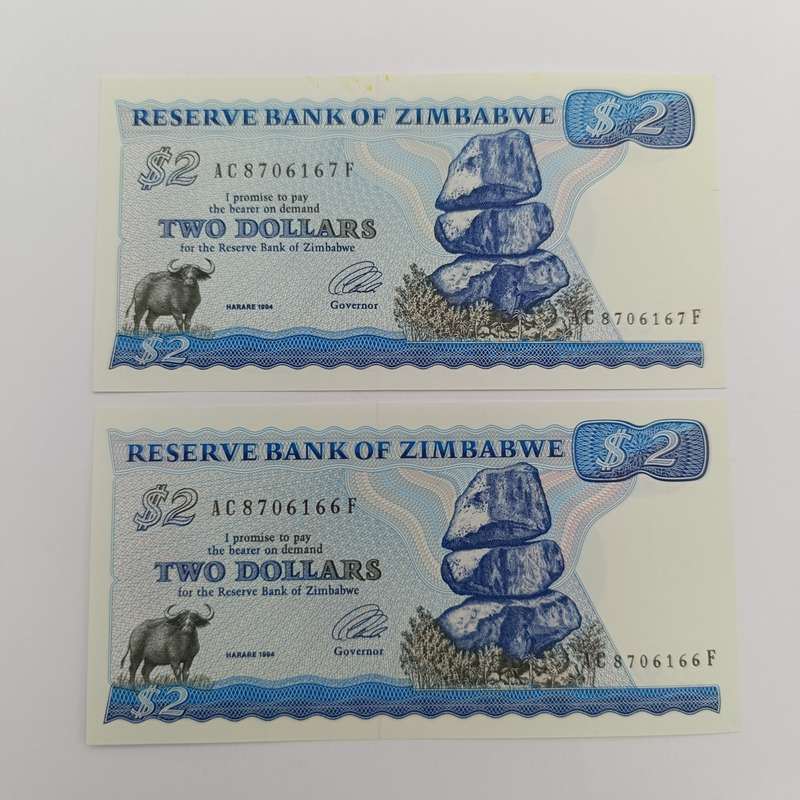 RESERVE BANK OF ZIMBABWE
$2
$2
AC8706167F
I promise to pay
the bearer on demand
TWO DOLLARS
for the Reserve Bank of Zimbabwe
HARARE 1994
Governor
AC8706167F
$2
RESERVE BANK OF ZIMBABWE
$2
$2
AC8706166F
I promise to pay
the bearer on demand
TWO DOLLARS
for the Reserve Bank of Zimbabwe
HARARE 1994
Governor
AC8706166F
$2